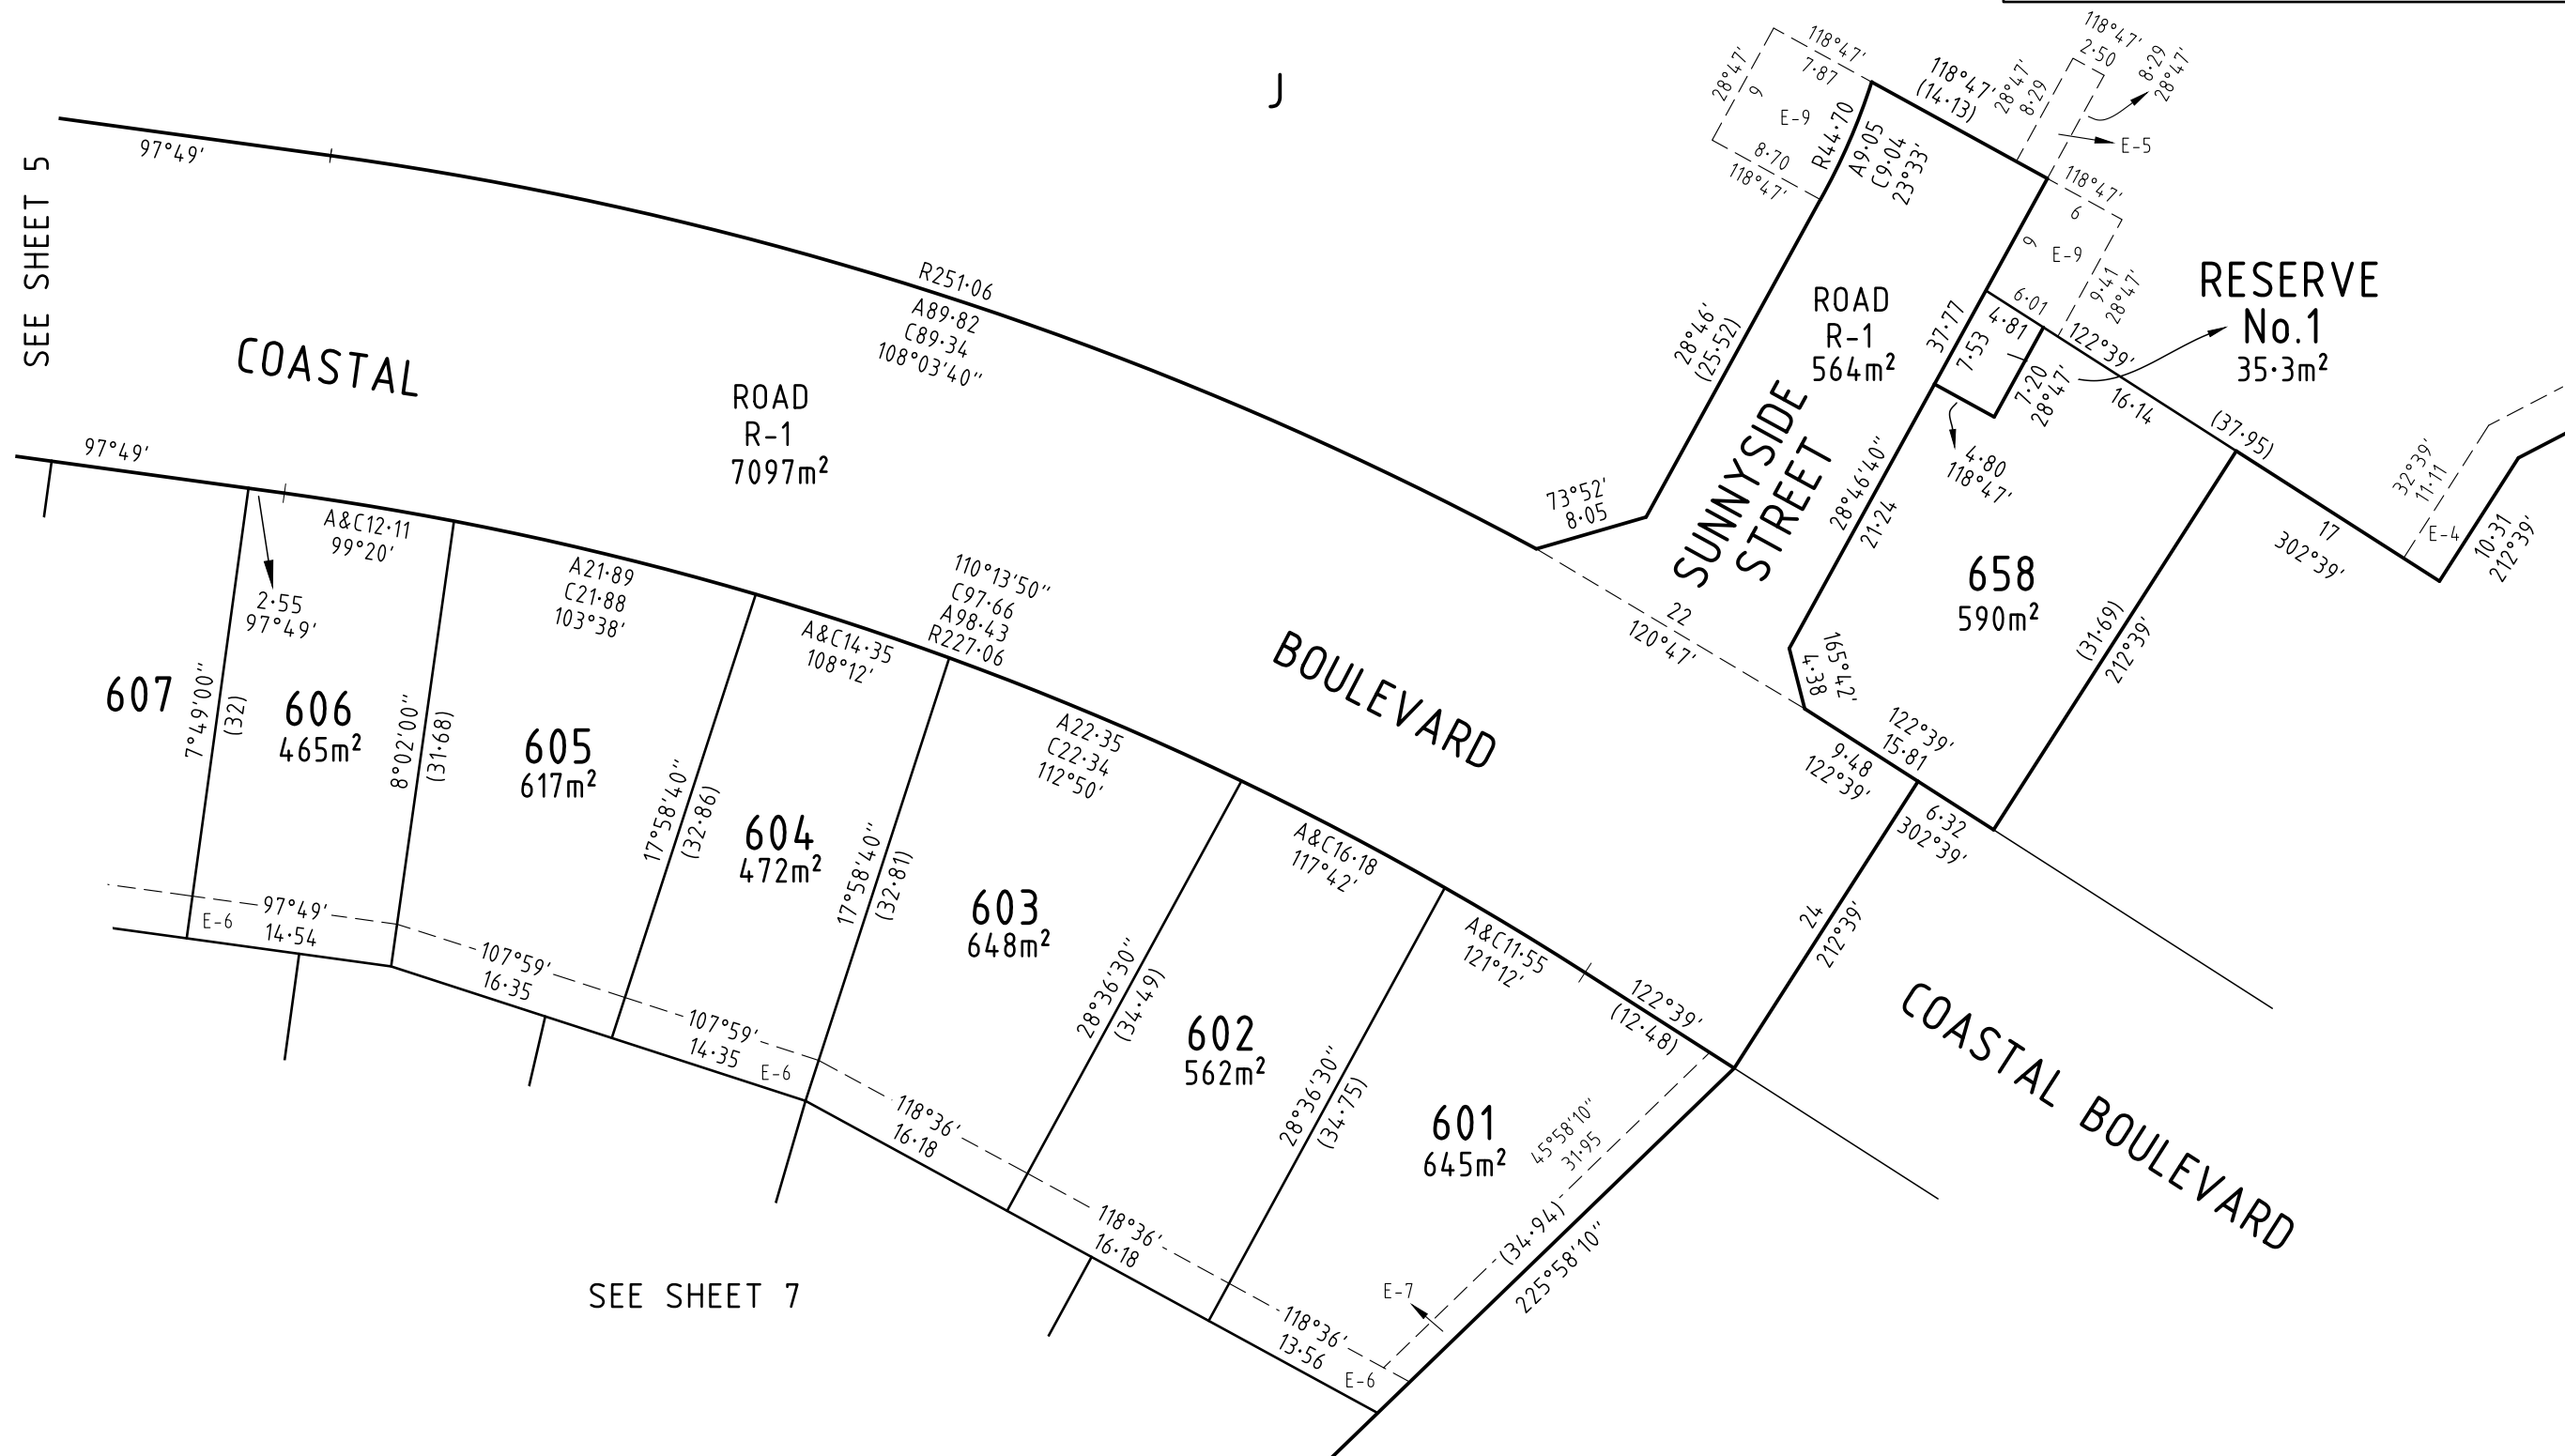 SEE SHEET 5
97°49'
COASTAL
97°49'
J
R251·06
A89·82
C89·34
108°03'40"
ROAD
R-1
7097m²
28°47'
9
118°47'
7·87
E-9
8·70
118°47'
R44·70
A9·05
C9·04
23°33'
118°47'
(14·13)
28°47'
8·29
118°47'
2·50
8·29
28°47'
E-5
118°47'
6
9
E-9
9·41
28°47'
RESERVE
No.1
35·3m²
ROAD
R-1
564m²
28°46'
(25·52)
37·77
6·01
4·81
7·53
7·20
28°47'
122°39'
16·14
(37·95)
4·80
118°47'
SUNNYSIDE
STREET
28°46'40"
21·24
73°52'
8·05
658
590m²
32°39'
11·11
E-4
17
302°39'
10·31
212°39'
(31·69)
212°39'
22
120°47'
165°42'
4·38
122°39'
15·81
9·48
122°39'
6·32
302°39'
24
212°39'
BOULEVARD
COASTAL BOULEVARD
A&C12·11
99°20'
2·55
97°49'
A21·89
C21·88
103°38'
A&C14·35
108°12'
110°13'50"
C97·66
A98·43
R227·06
A22·35
C22·34
112°50'
A&C16·18
117°42'
A&C11·55
121°12'
122°39'
(12·48)
607
7°49'00"
(32)
606
465m²
8°02'00"
(31·68)
605
617m²
17°58'40"
(32·86)
604
472m²
17°58'40"
(32·81)
603
648m²
28°36'30"
(34·49)
602
562m²
28°36'30"
(34·75)
601
645m²
45°58'10"
31·95
(34·94)
225°58'10"
E-6
97°49'
14·54
107°59'
16·35
107°59'
14·35
E-6
118°36'
16·18
118°36'
16·18
118°36'
13·56
E-6
E-7
SEE SHEET 7